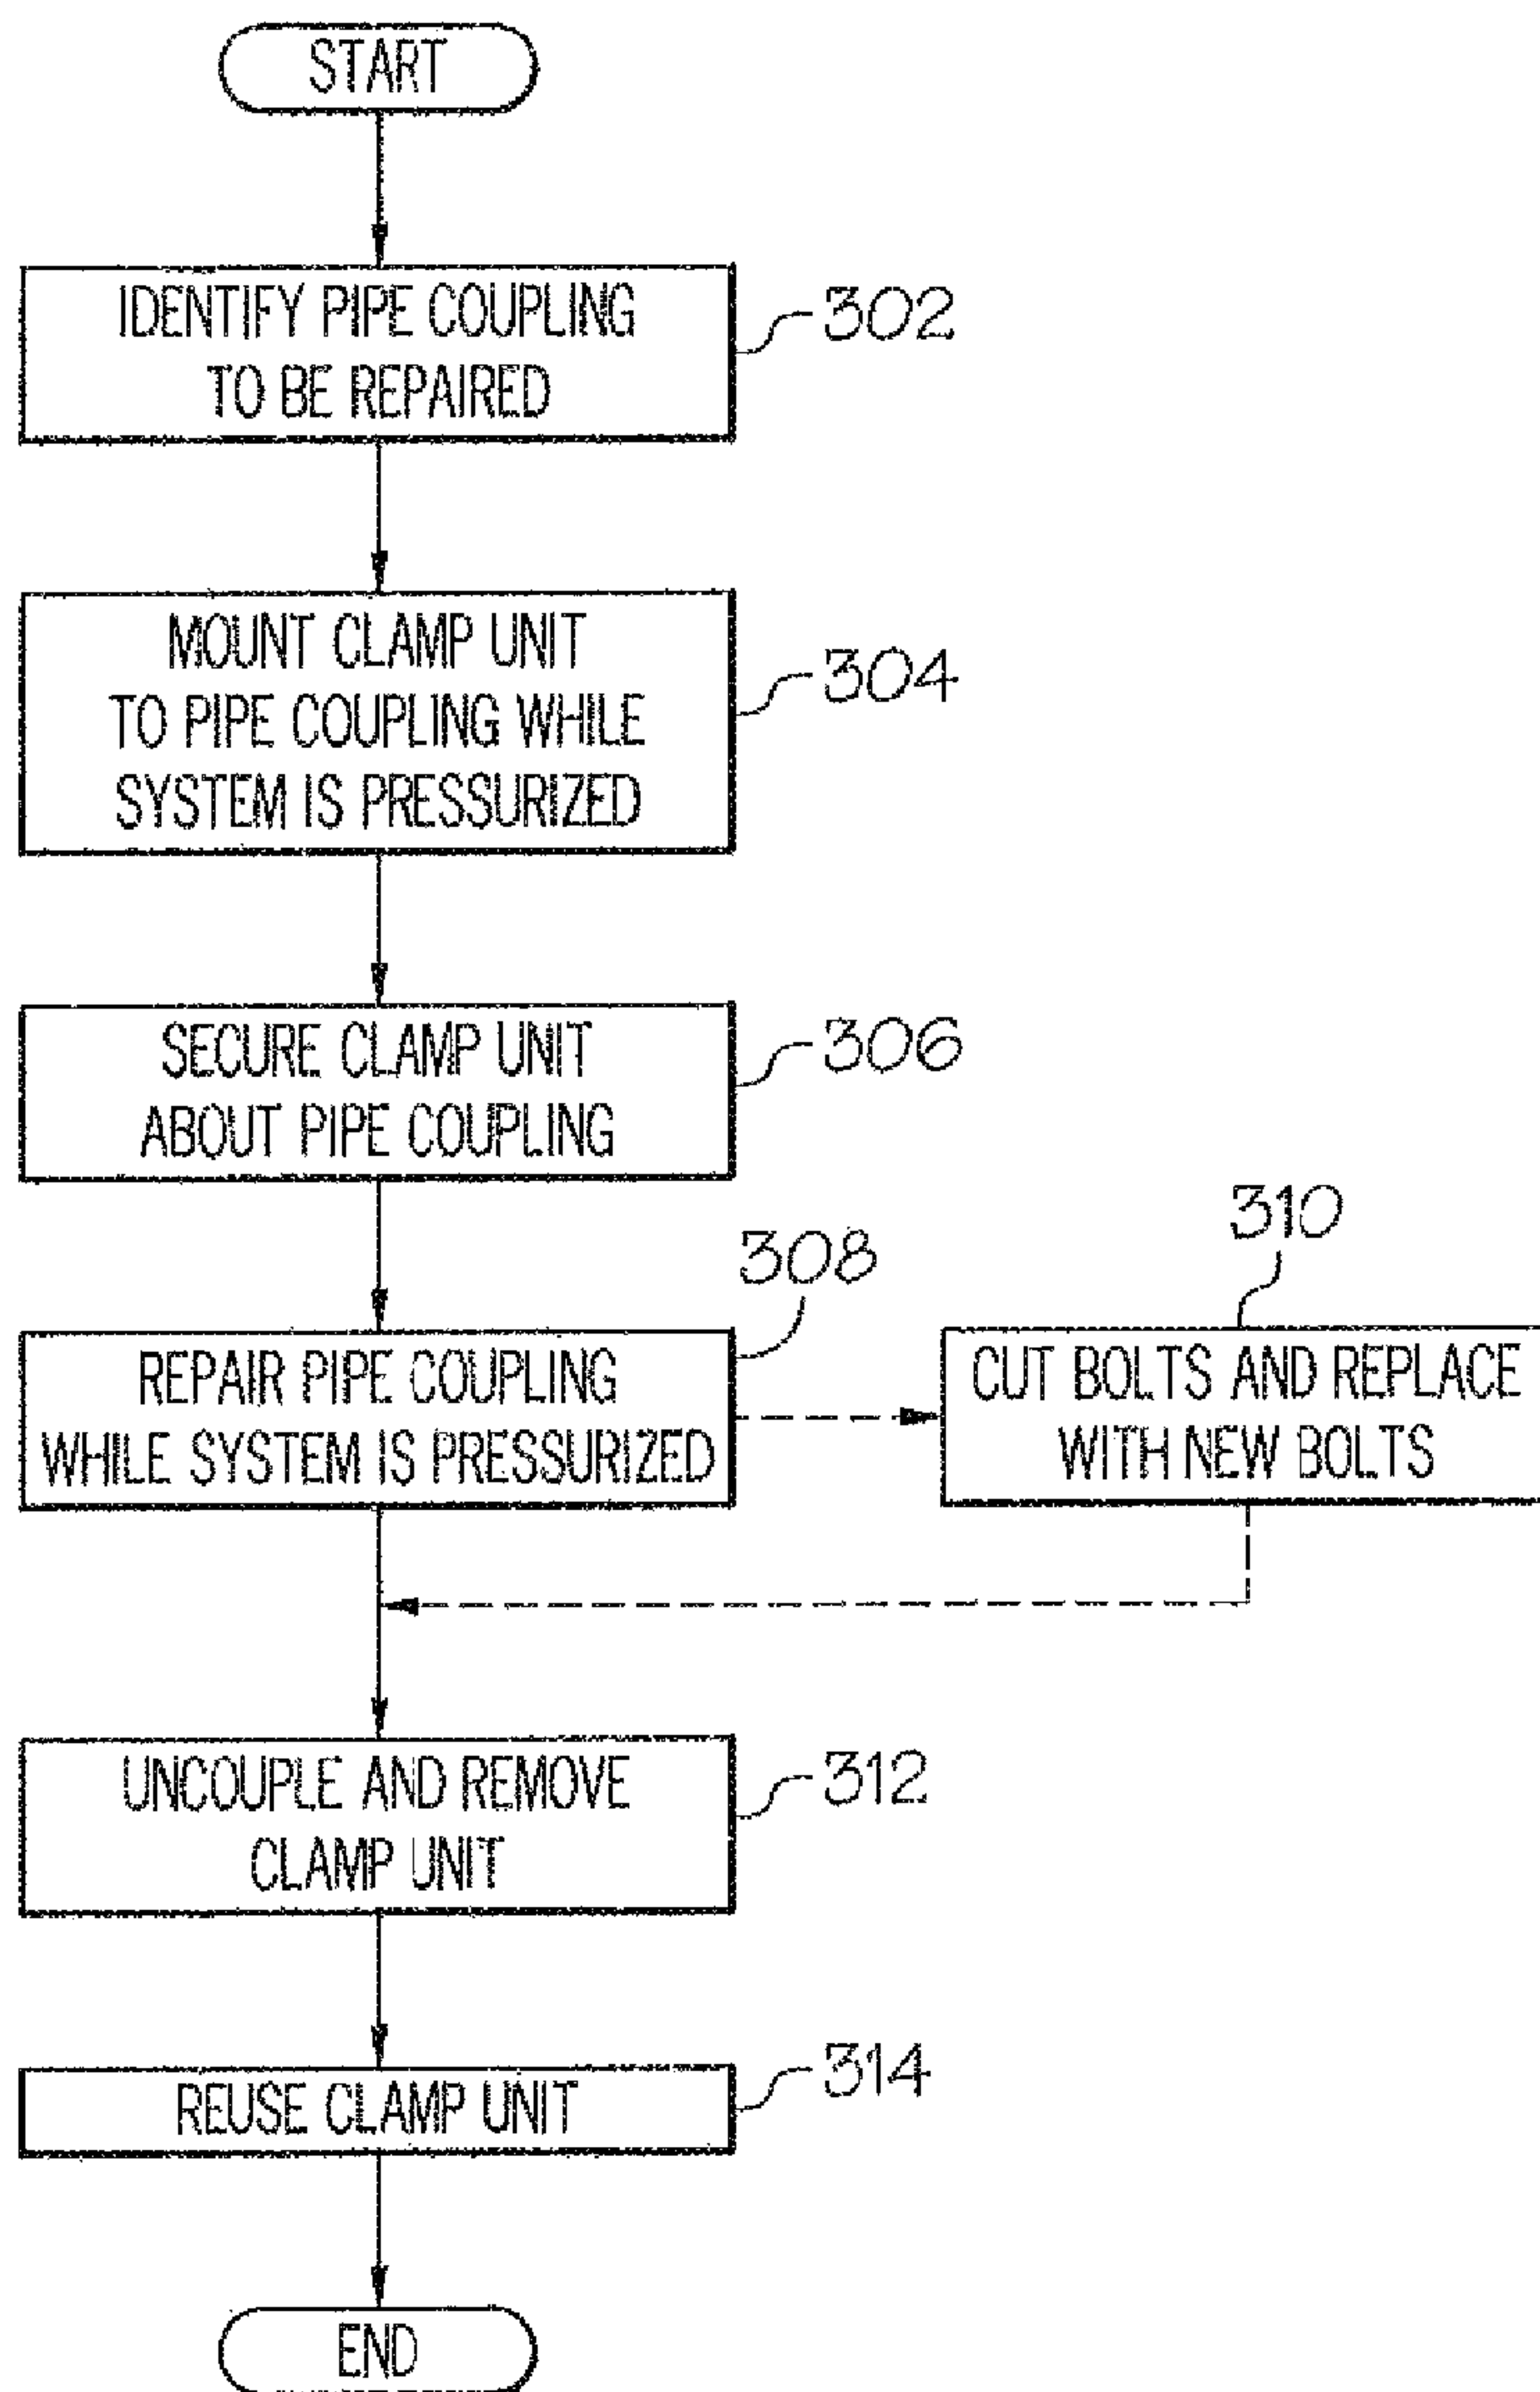 START
IDENTIFY PIPE COUPLING
TO BE REPAIRED
302
MOUNT CLAMP UNIT
TO PIPE COUPLING WHILE
SYSTEM IS PRESSURIZED
304
SECURE CLAMP UNIT
ABOUT PIPE COUPLING
306
308
REPAIR PIPE COUPLING
WHILE SYSTEM IS PRESSURIZED
310
CUT BOLTS AND REPLACE
WITH NEW BOLTS
UNCOUPLE AND REMOVE
CLAMP UNIT
312
REUSE CLAMP UNIT
314
END